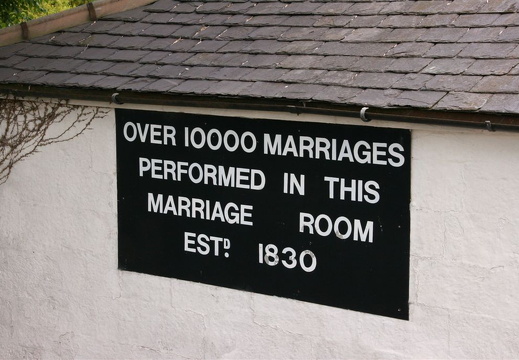 OVER 10000 MARRIAGES
PERFORMED IN THIS
MARRIAGE ROOM
ESTD. 1830